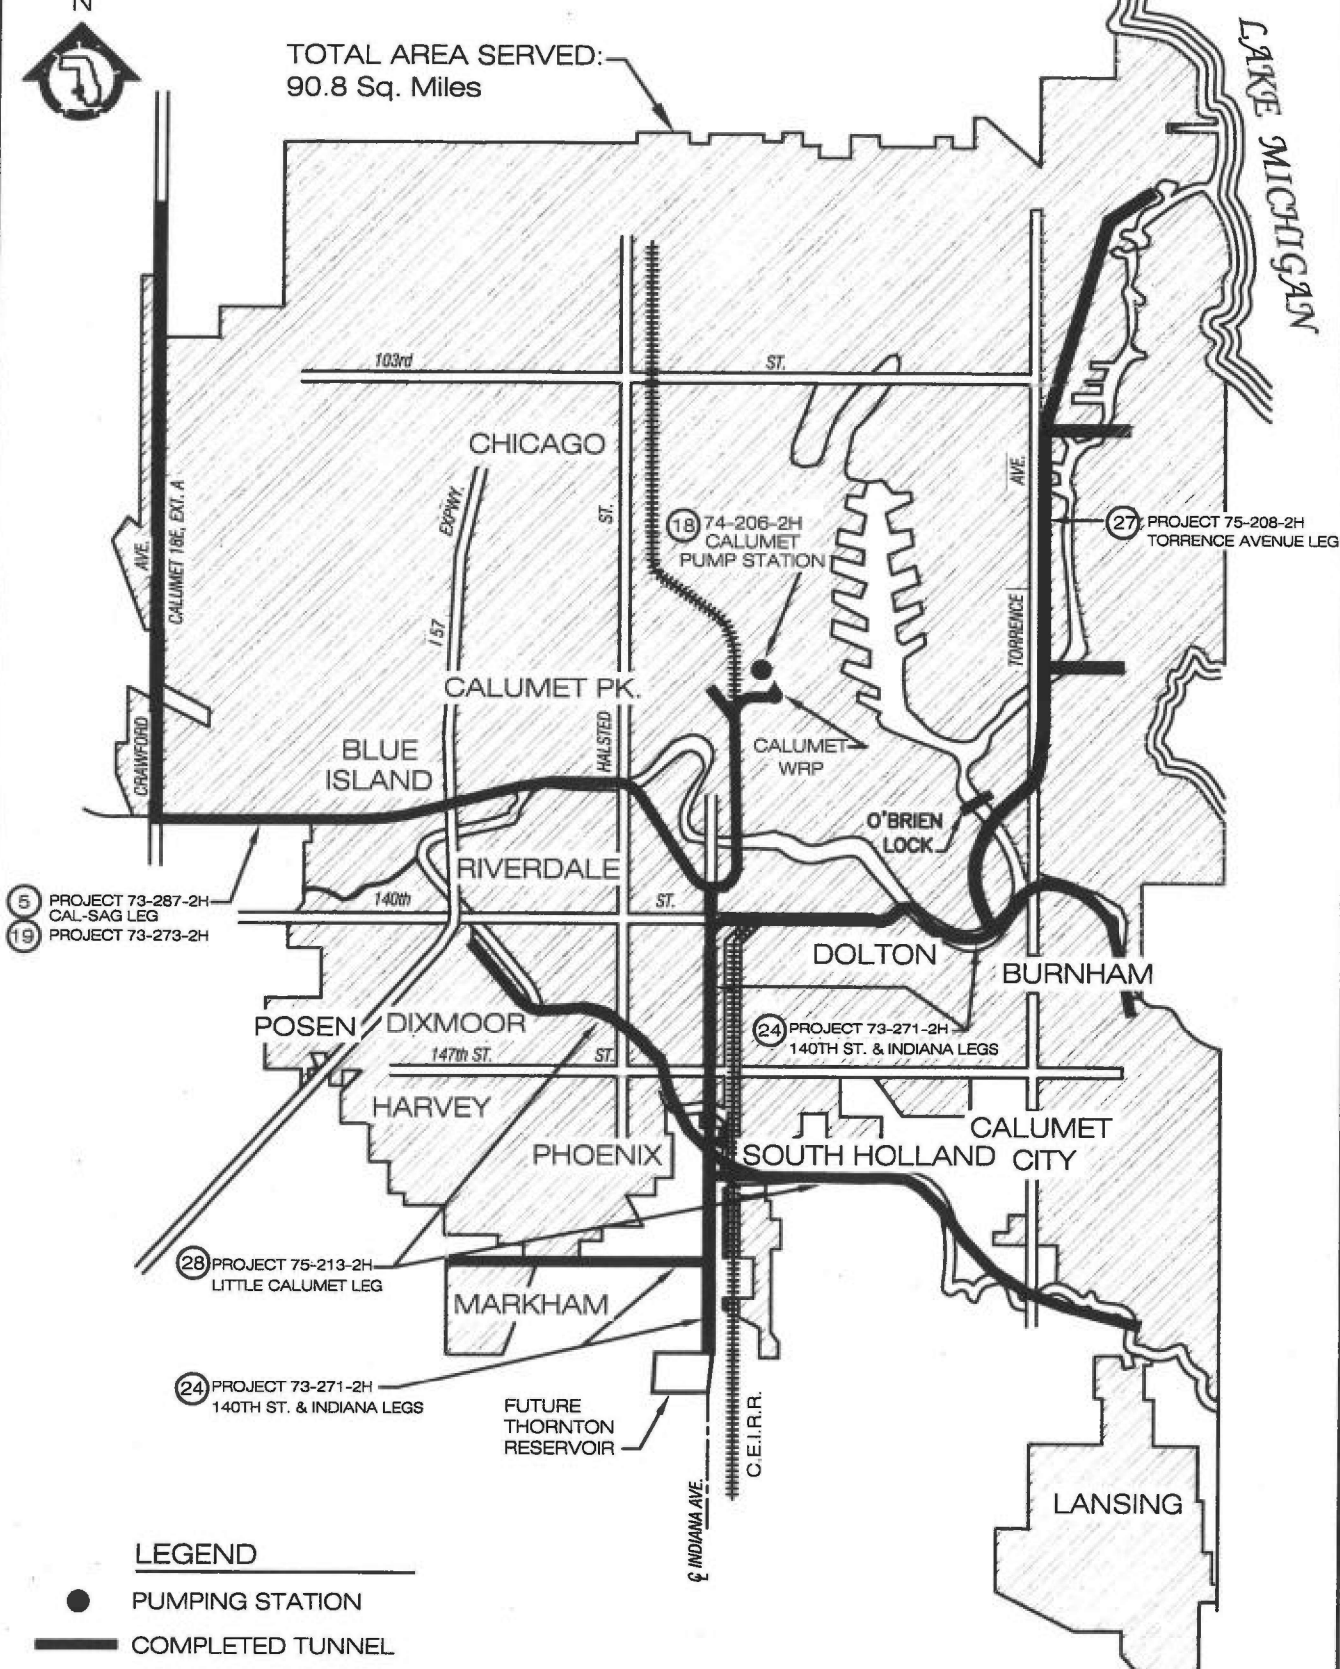 N
TOTAL AREA SERVED:
90.8 Sq. Miles
LAKE MICHIGAN
103rd
ST.
CHICAGO
EXPWY.
I 57
ST.
HALSTED
AVE.
CRAWFORD
CALUMET 18E, EXT. A
18 74-206-2H
CALUMET
PUMP STATION
AVE.
TORRENCE
27 PROJECT 75-208-2H
TORRENCE AVENUE LEG
CALUMET PK.
BLUE
ISLAND
CALUMET
WRP
O'BRIEN
LOCK
RIVERDALE
5 PROJECT 73-287-2H
CAL-SAG LEG
19 PROJECT 73-273-2H
140th
ST.
DOLTON
BURNHAM
POSEN
DIXMOOR
24 PROJECT 73-271-2H
140TH ST. & INDIANA LEGS
147th ST.
ST.
HARVEY
PHOENIX
SOUTH HOLLAND
CALUMET
CITY
28 PROJECT 75-213-2H
LITTLE CALUMET LEG
MARKHAM
24 PROJECT 73-271-2H
140TH ST. & INDIANA LEGS
FUTURE
THORNTON
RESERVOIR
C.E.I.R.R.
℄ INDIANA AVE.
LANSING
LEGEND
PUMPING STATION
COMPLETED TUNNEL